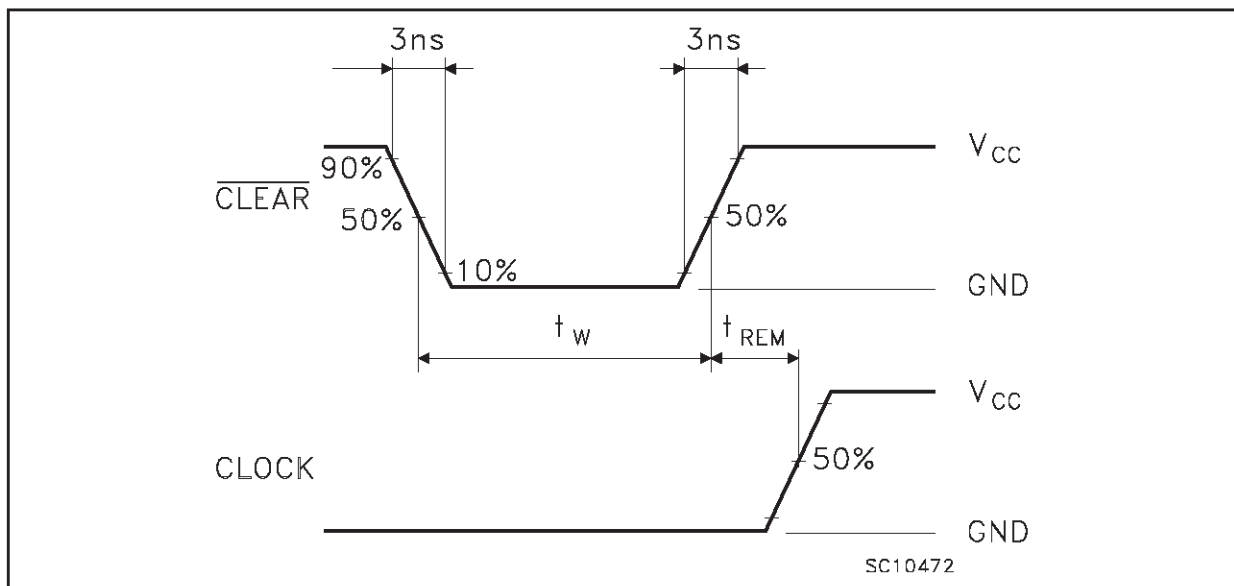 3ns 3ns
90%
V_CC
CLEAR
50% 50%
10%
GND
t_W t_REM
V_CC
50%
CLOCK
GND
SC10472